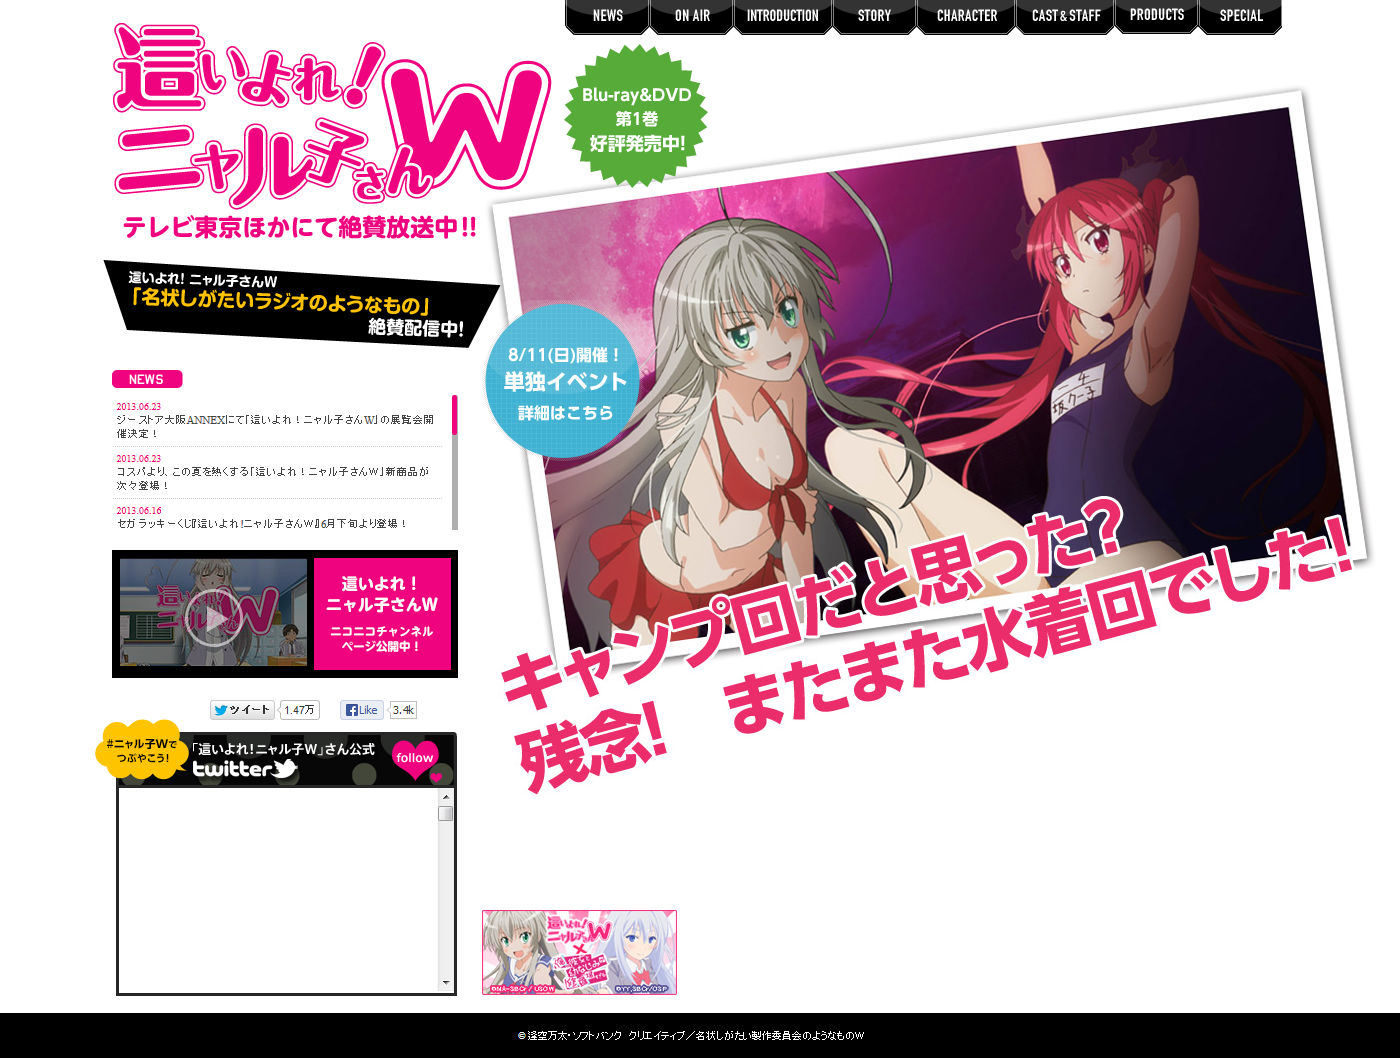 NEWS
ON AIR
INTRODUCTION
STORY
CHARACTER
CAST & STAFF
PRODUCTS
SPECIAL
這いよれ!
ニャル子さんW
テレビ東京ほかにて絶賛放送中!!
Blu-ray&DVD
第1巻
好評発売中!
這いよれ! ニャル子さんW
「名状しがたいラジオのようなもの」
絶賛配信中!
8/11(日)開催!
単独イベント
詳細はこちら
NEWS
2013.06.23
ジーストア大阪ANNEXにて「這いよれ!ニャル子さんW」の展覧会開
催決定!
2013.06.23
コスパより、この夏を熱くする「這いよれ!ニャル子さんW」新商品が
次々登場!
2013.06.16
セガラッキーくじ『這いよれ!ニャル子さんW』6月下旬より登場!
這いよれ!
ニャル子さんW
ニコニコチャンネル
ページ公開中!
キャンプ回だと思った?
残念! またまた水着回でした!
ツイート
1.47万
Like
3.4k
#ニャル子Wで
つぶやこう!
「這いよれ!ニャル子W」さん公式
twitter
follow
這いよれ!
ニャル子さんW
×
©MA-SBCr/USOW
©YY,SBCr/OSP
©逢空万太・ソフトバンク クリエイティブ/名状しがたい製作委員会のようなものW